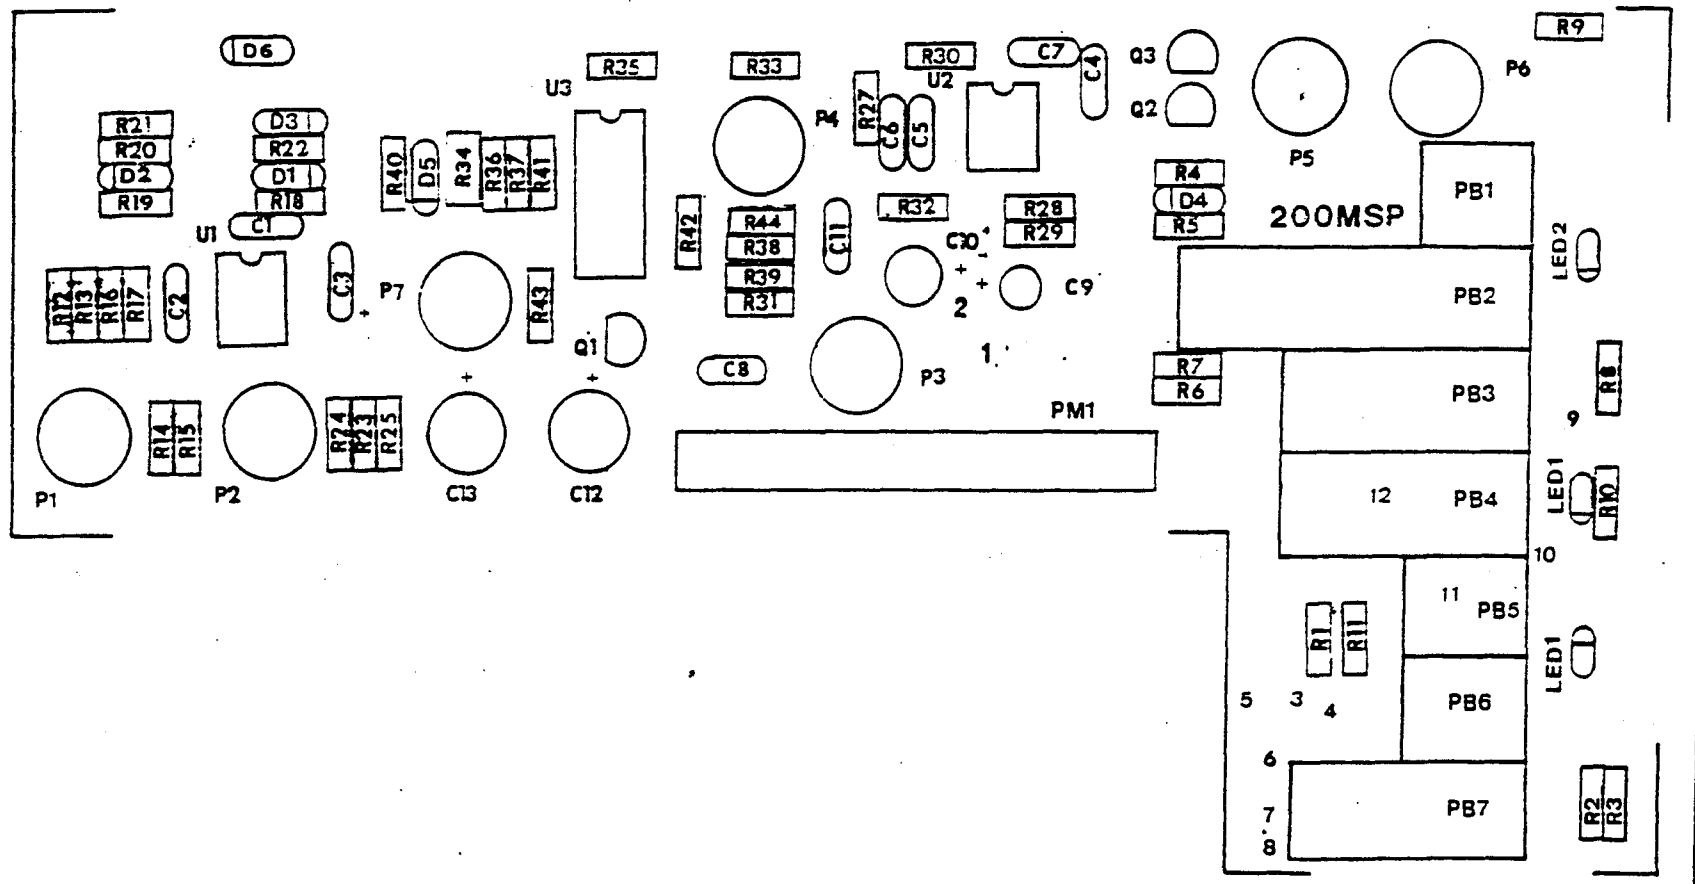 R9
D6
R35
R33
R30
C7
C4
Q3
P6
U2
U3
R27
P4
Q2
C6
C5
P5
R21
D3
R20
R22
D2
D1
R19
R18
R40
D5
R34
R36
R37
R41
C1
U1
R42
R44
R38
R39
R31
C11
R32
R28
R29
C10
+
-
+
+
C9
2
1
R4
D4
R5
200MSP
PB1
LED2
PB2
R12
R13
R16
R17
C2
C3
+
P7
R43
Q1
C8
P3
R7
R6
PB3
R8
9
+
+
PM1
R14
R15
R24
R23
R25
P1
P2
C13
C12
12
PB4
LED1
R10
10
11
PB5
R1
R11
LED1
5
3
4
PB6
6
7
8
PB7
R2
R3